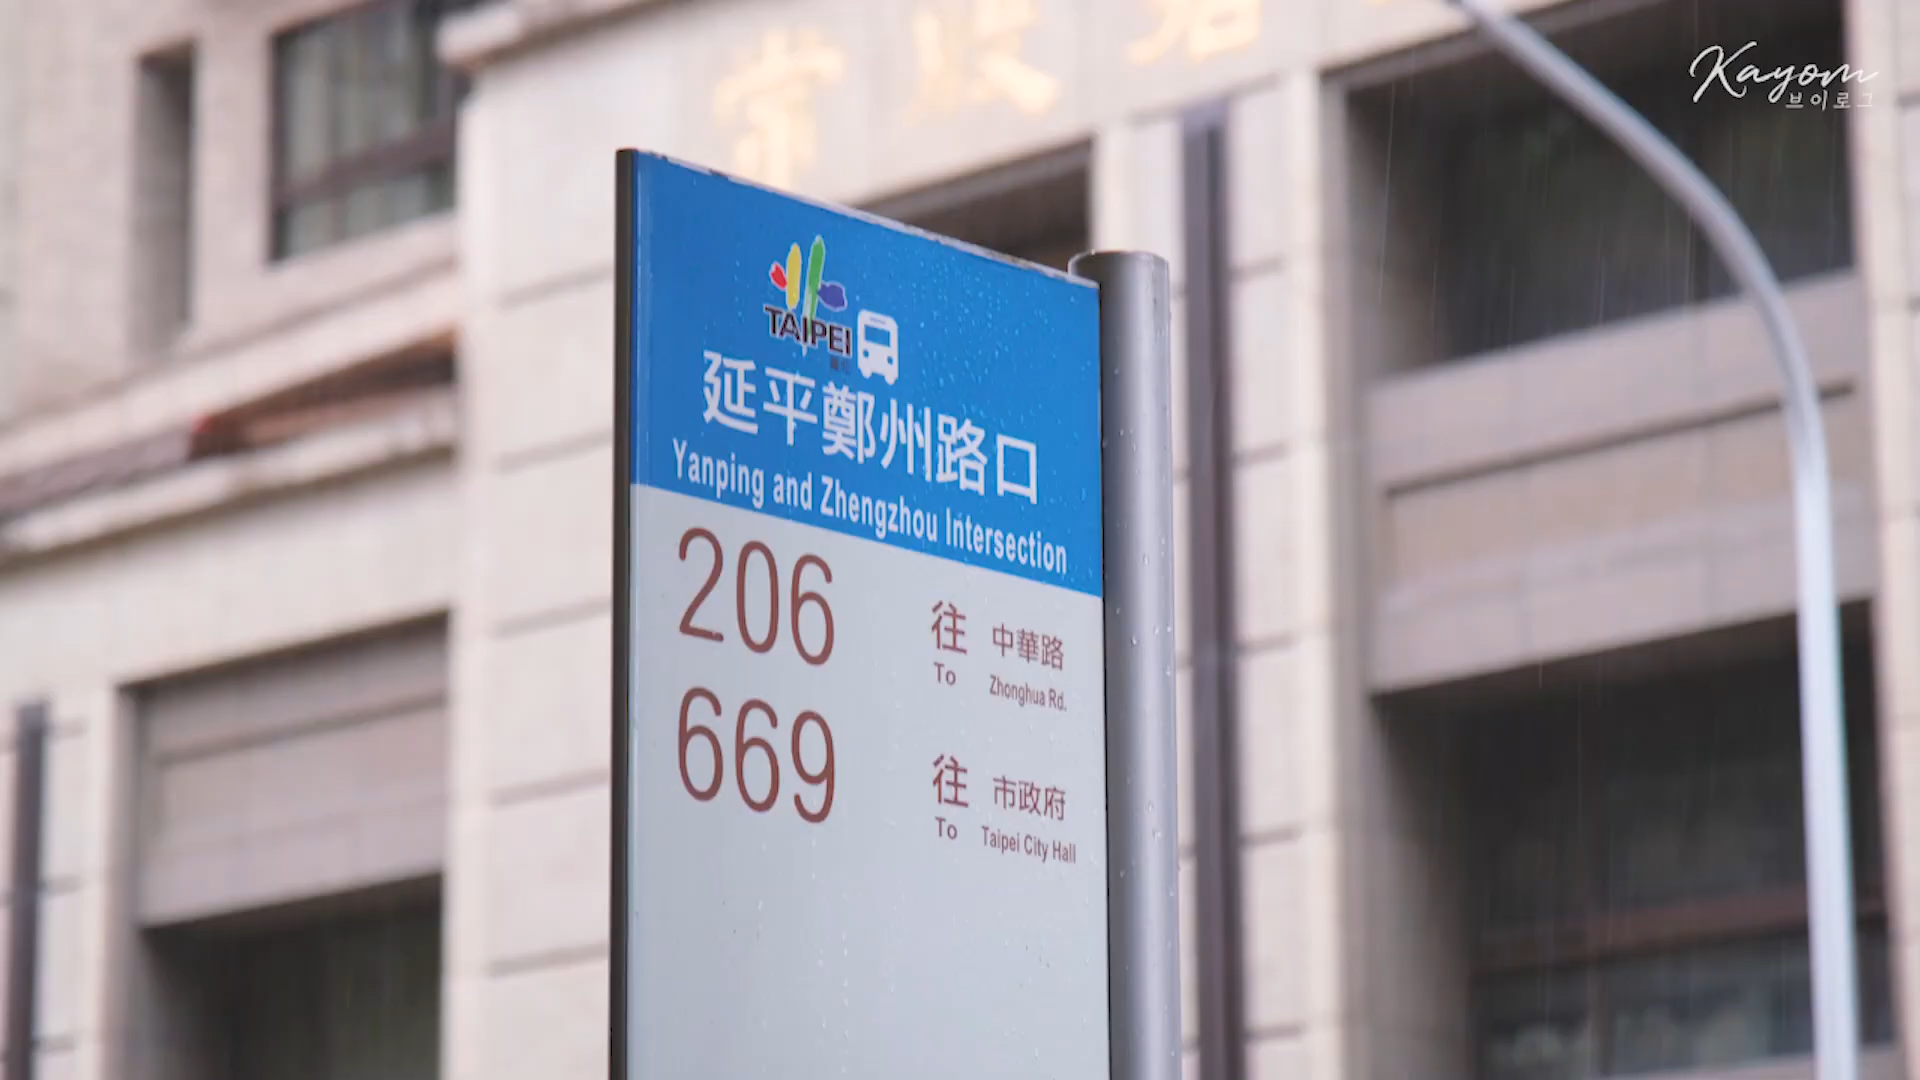 Kayom
브이로그
TAIPEI
延平鄭州路口
Yanping and Zhengzhou Intersection
206
往 中華路
To Zhonghua Rd.
669
往 市政府
To Taipei City Hall